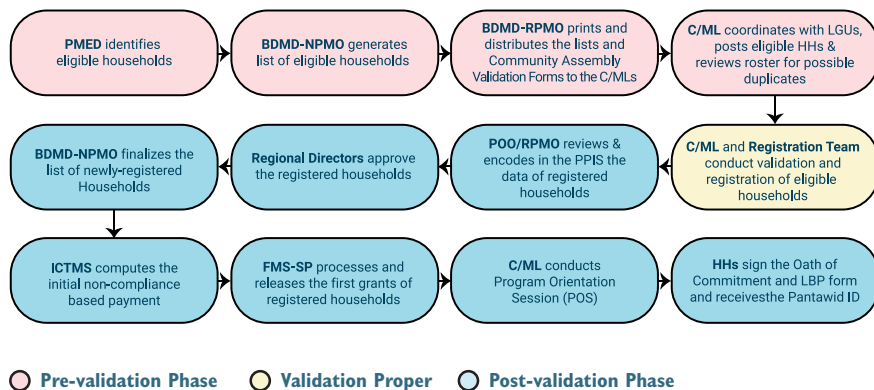 PMED identifies
eligible households
BDMD-NPMO generates
list of eligible households
BDMD-RPMO prints and
distributes the lists and
Community Assembly
Validation Forms to the C/MLs
C/ML coordinates with LGUs,
posts eligible HHs &
reviews roster for possible
duplicates
C/ML and Registration Team
conduct validation and
registration of eligible
households
POO/RPMO reviews &
encodes in the PPIS the
data of registered
households
Regional Directors approve
the registered households
BDMD-NPMO finalizes the
list of newly-registered
Households
ICTMS computes the
initial non-compliance
based payment
FMS-SP processes and
releases the first grants of
registered households
C/ML conducts
Program Orientation
Session (POS)
HHs sign the Oath of
Commitment and LBP form
and receivesthe Pantawid ID
Pre-validation Phase
Validation Proper
Post-validation Phase